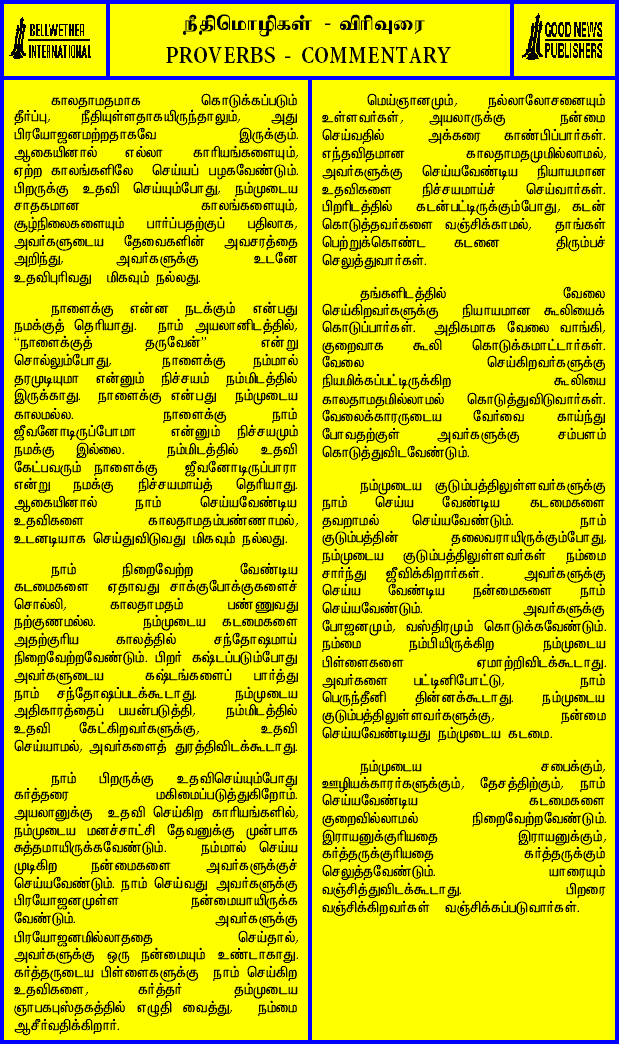 BELLWETHER
INTERNATIONAL
நீதிமொழிகள் - விரிவுரை
PROVERBS - COMMENTARY
GOOD NEWS
PUBLISHERS
காலதாமதமாக கொடுக்கப்படும்
தீர்ப்பு, நீதியுள்ளதாகயிருந்தாலும், அது
பிரயோஜனமற்றதாகவே இருக்கும்.
ஆகையினால் எல்லா காரியங்களையும்,
ஏற்ற காலங்களிலே செய்யப் பழகவேண்டும்.
பிறருக்கு உதவி செய்யும்போது, நம்முடைய
சாதகமான காலங்களையும்,
சூழ்நிலைகளையும் பார்ப்பதற்குப் பதிலாக,
அவர்களுடைய தேவைகளின் அவசரத்தை
அறிந்து, அவர்களுக்கு உடனே
உதவிபுரிவது மிகவும் நல்லது.
நாளைக்கு என்ன நடக்கும் என்பது
நமக்குத் தெரியாது. நாம் அயலானிடத்தில்,
“நாளைக்குத் தருவேன்” என்று
சொல்லும்போது, நாளைக்கு நம்மால்
தரமுடியுமா என்னும் நிச்சயம் நம்மிடத்தில்
இருக்காது. நாளைக்கு என்பது நம்முடைய
காலமல்ல. நாளைக்கு நாம்
ஜீவனோடிருப்போமா என்னும் நிச்சயமும்
நமக்கு இல்லை. நம்மிடத்தில் உதவி
கேட்பவரும் நாளைக்கு ஜீவனோடிருப்பாரா
என்று நமக்கு நிச்சயமாய்த் தெரியாது.
ஆகையினால் நாம் செய்யவேண்டிய
உதவிகளை காலதாமதம்பண்ணாமல்,
உடனடியாக செய்துவிடுவது மிகவும் நல்லது.
நாம் நிறைவேற்ற வேண்டிய
கடமைகளை ஏதாவது சாக்குபோக்குகளைச்
சொல்லி, காலதாமதம் பண்ணுவது
நற்குணமல்ல. நம்முடைய கடமைகளை
அதற்குரிய காலத்தில் சந்தோஷமாய்
நிறைவேற்றவேண்டும். பிறர் கஷ்டப்படும்போது
அவர்களுடைய கஷ்டங்களைப் பார்த்து
நாம் சந்தோஷப்படக்கூடாது. நம்முடைய
அதிகாரத்தைப் பயன்படுத்தி, நம்மிடத்தில்
உதவி கேட்கிறவர்களுக்கு, உதவி
செய்யாமல், அவர்களைத் துரத்திவிடக்கூடாது.
நாம் பிறருக்கு உதவிசெய்யும்போது
கர்த்தரை மகிமைப்படுத்துகிறோம்.
அயலானுக்கு உதவி செய்கிற காரியங்களில்,
நம்முடைய மனச்சாட்சி தேவனுக்கு முன்பாக
சுத்தமாயிருக்கவேண்டும். நம்மால் செய்ய
முடிகிற நன்மைகளை அவர்களுக்குச்
செய்யவேண்டும். நாம் செய்வது அவர்களுக்கு
பிரயோஜனமுள்ள நன்மையாயிருக்க
வேண்டும். அவர்களுக்கு
பிரயோஜனமில்லாததை செய்தால்,
அவர்களுக்கு ஒரு நன்மையும் உண்டாகாது.
கர்த்தருடைய பிள்ளைகளுக்கு நாம் செய்கிற
உதவிகளை, கர்த்தர் தம்முடைய
ஞாபகபுஸ்தகத்தில் எழுதி வைத்து, நம்மை
ஆசீர்வதிக்கிறார்.
மெய்ஞானமும், நல்லாலோசனையும்
உள்ளவர்கள், அயலாருக்கு நன்மை
செய்வதில் அக்கரை காண்பிப்பார்கள்.
எந்தவிதமான காலதாமதமுமில்லாமல்,
அவர்களுக்கு செய்யவேண்டிய நியாயமான
உதவிகளை நிச்சயமாய்ச் செய்வார்கள்.
பிறரிடத்தில் கடன்பட்டிருக்கும்போது, கடன்
கொடுத்தவர்களை வஞ்சிக்காமல், தாங்கள்
பெற்றுக்கொண்ட கடனை திரும்பச்
செலுத்துவார்கள்.
தங்களிடத்தில் வேலை
செய்கிறவர்களுக்கு நியாயமான கூலியைக்
கொடுப்பார்கள். அதிகமாக வேலை வாங்கி,
குறைவாக கூலி கொடுக்கமாட்டார்கள்.
வேலை செய்கிறவர்களுக்கு
நியமிக்கப்பட்டிருக்கிற கூலியை
காலதாமதமில்லாமல் கொடுத்துவிடுவார்கள்.
வேலைக்காரருடைய வேர்வை காய்ந்து
போவதற்குள் அவர்களுக்கு சம்பளம்
கொடுத்துவிடவேண்டும்.
நம்முடைய குடும்பத்திலுள்ளவர்களுக்கு
நாம் செய்ய வேண்டிய கடமைகளை
தவறாமல் செய்யவேண்டும். நாம்
குடும்பத்தின் தலைவராயிருக்கும்போது,
நம்முடைய குடும்பத்திலுள்ளவர்கள் நம்மை
சார்ந்து ஜீவிக்கிறார்கள். அவர்களுக்கு
செய்ய வேண்டிய நன்மைகளை நாம்
செய்யவேண்டும். அவர்களுக்கு
போஜனமும், வஸ்திரமும் கொடுக்கவேண்டும்.
நம்மை நம்பியிருக்கிற நம்முடைய
பிள்ளைகளை ஏமாற்றிவிடக்கூடாது.
அவர்களை பட்டினிபோட்டு, நாம்
பெருந்தீனி தின்னக்கூடாது. நம்முடைய
குடும்பத்திலுள்ளவர்களுக்கு, நன்மை
செய்யவேண்டியது நம்முடைய கடமை.
நம்முடைய சபைக்கும்,
ஊழியக்காரர்களுக்கும், தேசத்திற்கும், நாம்
செய்யவேண்டிய கடமைகளை
குறைவில்லாமல் நிறைவேற்றவேண்டும்.
இராயனுக்குரியதை இராயனுக்கும்,
கர்த்தருக்குரியதை கர்த்தருக்கும்
செலுத்தவேண்டும். யாரையும்
வஞ்சித்துவிடக்கூடாது. பிறரை
வஞ்சிக்கிறவர்கள் வஞ்சிக்கப்படுவார்கள்.